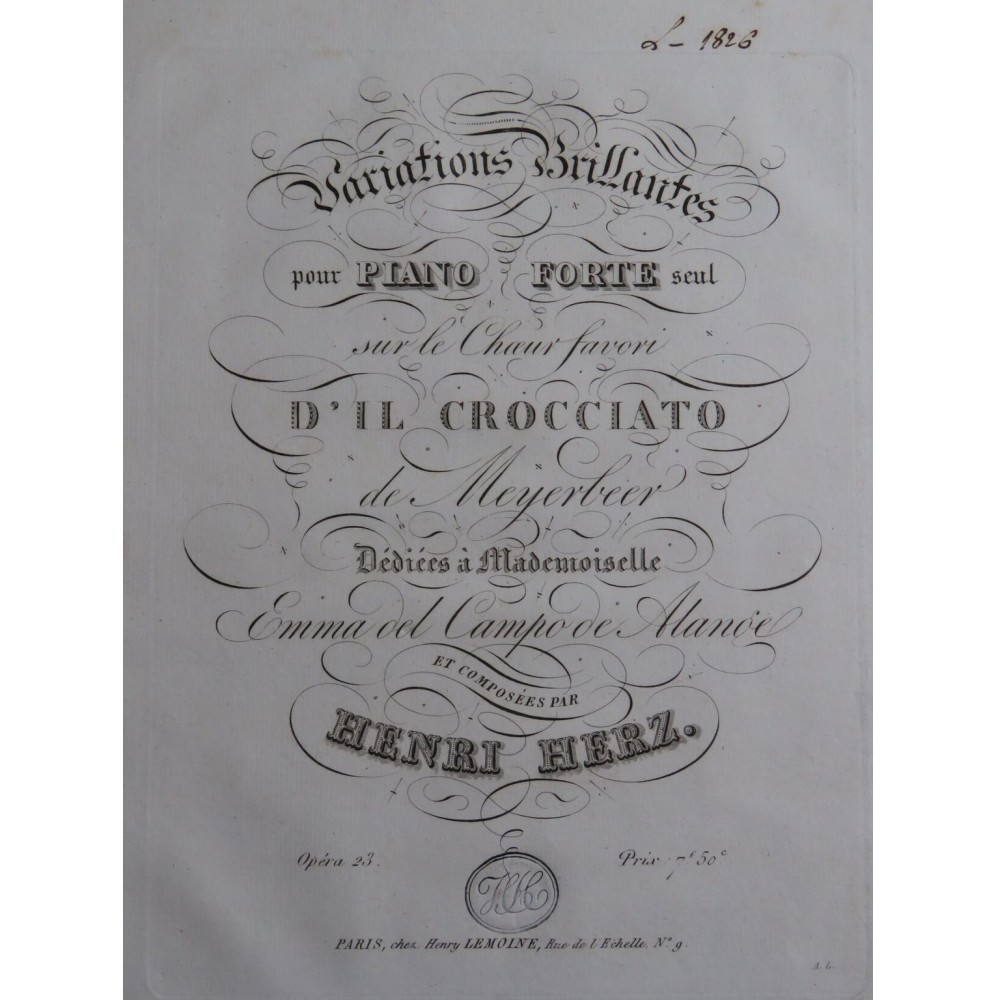 L - 1826
Variations Brillantes
pour PIANO FORTE seul
sur le Chœur favori
D'IL CROCCIATO
de Meyerbeer
Dédiées à Mademoiselle
Emma del Campo de Alange
ET COMPOSÉES PAR
HENRI HERZ.
Opéra 23. Prix : 7f 50c
HH
PARIS, chez Henry LEMOINE, Rue de l'Echelle, No 9.
A. L.